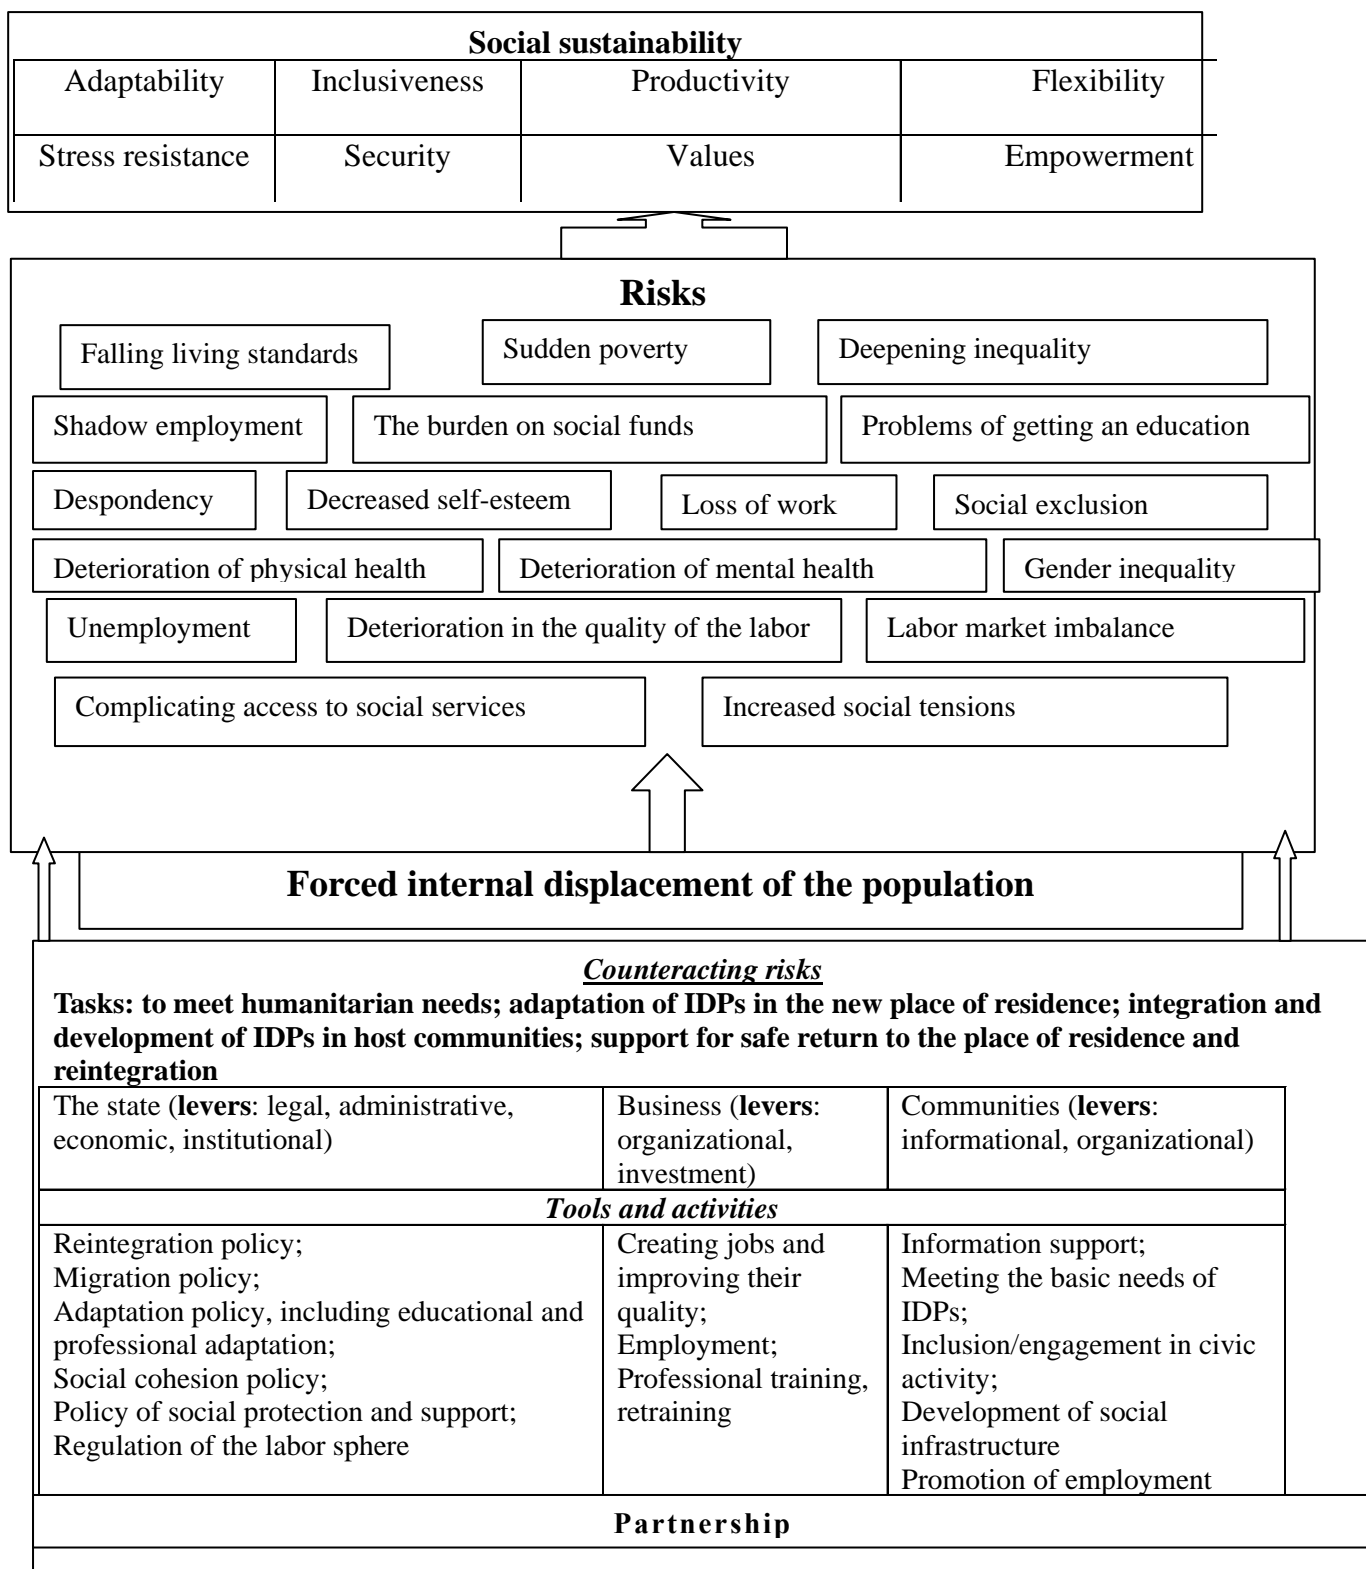 Social sustainability
Adaptability Inclusiveness Productivity Flexibility
Stress resistance Security Values Empowerment
Risks
Falling living standards
Sudden poverty
Deepening inequality
Shadow employment
The burden on social funds
Problems of getting an education
Despondency
Decreased self-esteem
Loss of work
Social exclusion
Deterioration of physical health
Deterioration of mental health
Gender inequality
Unemployment
Deterioration in the quality of the labor
Labor market imbalance
Complicating access to social services
Increased social tensions
Forced internal displacement of the population
Counteracting risks
Tasks: to meet humanitarian needs; adaptation of IDPs in the new place of residence; integration and
development of IDPs in host communities; support for safe return to the place of residence and
reintegration
The state (levers: legal, administrative,
economic, institutional)
Business (levers:
organizational,
investment)
Communities (levers:
informational, organizational)
Tools and activities
Reintegration policy;
Migration policy;
Adaptation policy, including educational and
professional adaptation;
Social cohesion policy;
Policy of social protection and support;
Regulation of the labor sphere
Creating jobs and
improving their
quality;
Employment;
Professional training,
retraining
Information support;
Meeting the basic needs of
IDPs;
Inclusion/engagement in civic
activity;
Development of social
infrastructure
Promotion of employment
Partnership